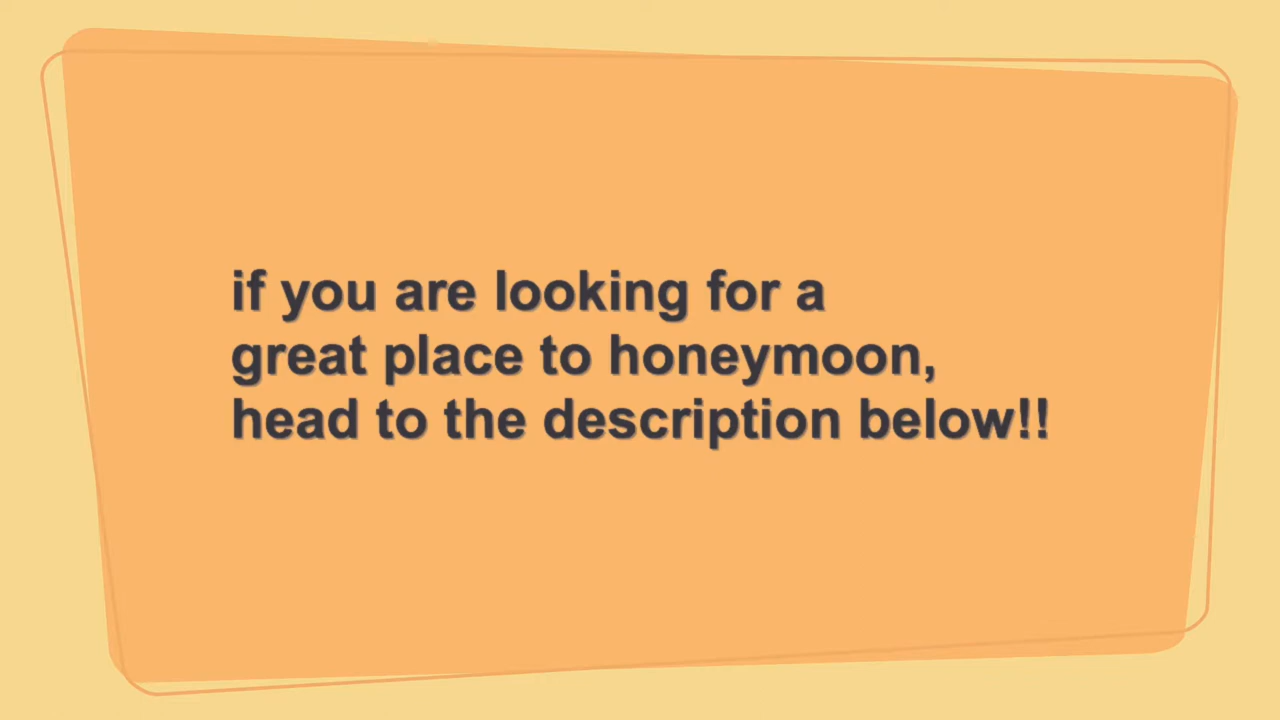 if you are looking for a
great place to honeymoon,
head to the description below!!